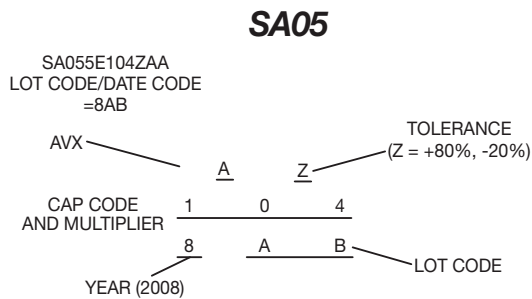 SA05
SA055E104ZAA
LOT CODE/DATE CODE
=8AB
AVX
TOLERANCE
(Z = +80%, -20%)
A Z
CAP CODE
AND MULTIPLIER
1 0 4
8 A B
LOT CODE
YEAR (2008)